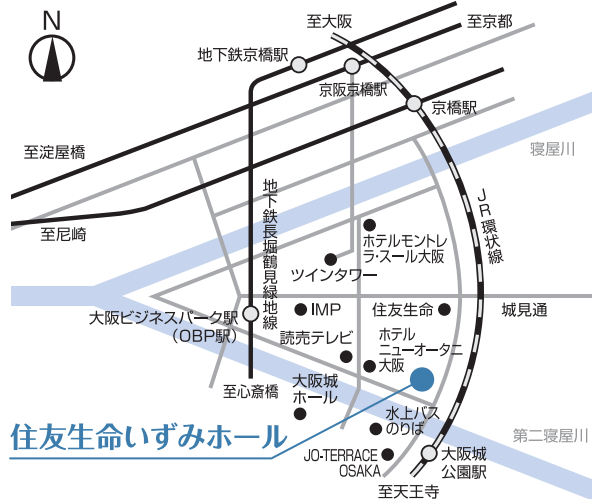 N
至大阪
至京都
地下鉄京橋駅
京阪京橋駅
京橋駅
至淀屋橋
寝屋川
至尼崎
地下鉄長堀鶴見緑地線
JR環状線
ホテルモントレ
ラ・スール大阪
ツインタワー
IMP
住友生命
城見通
大阪ビジネスパーク駅
(OBP駅)
読売テレビ
ホテル
ニューオータニ
大阪
至心斎橋
大阪城
ホール
水上バス
のりば
住友生命いずみホール
第二寝屋川
JO-TERRACE
OSAKA
大阪城
公園駅
至天王寺